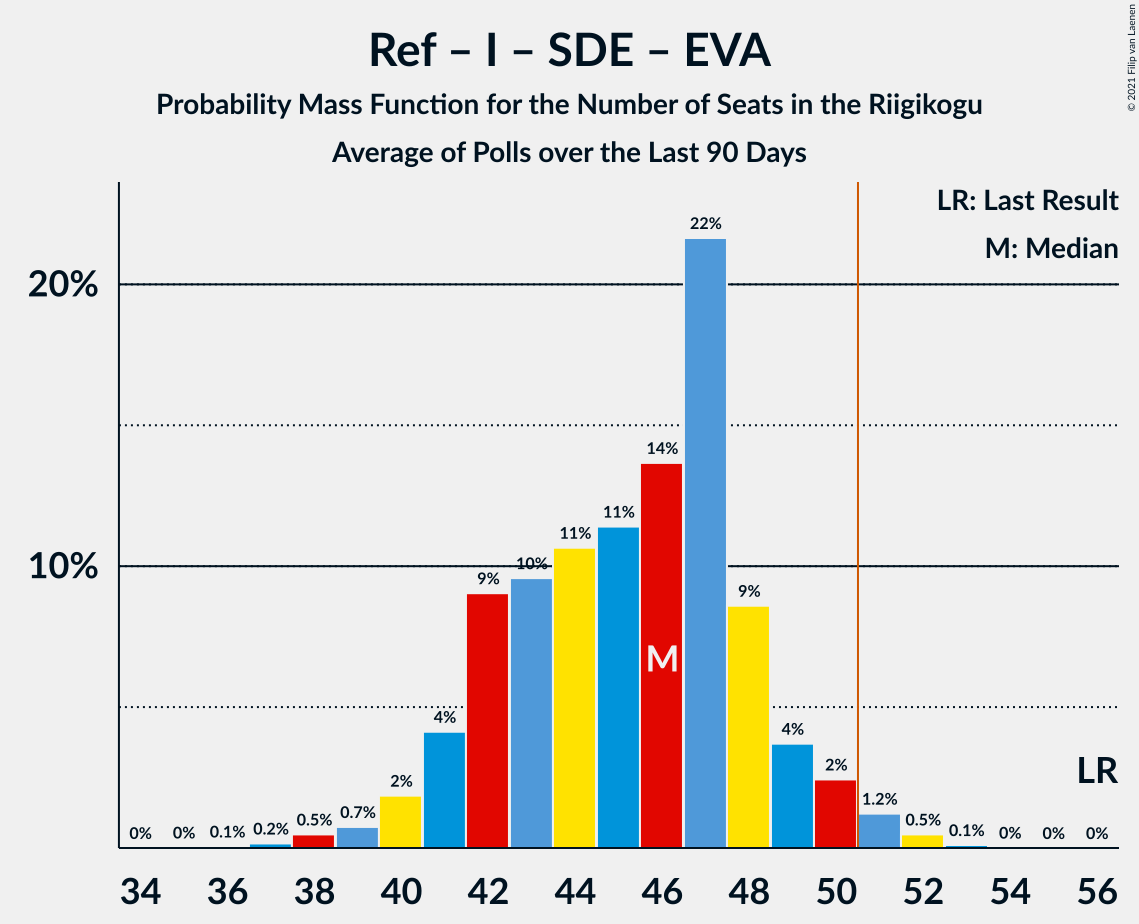 Ref – I – SDE – EVA
Probability Mass Function for the Number of Seats in the Riigikogu
Average of Polls over the Last 90 Days
© 2021 Filip van Laenen
LR: Last Result
M: Median
20%
10%
0%
0%
0.1%
0.2%
0.5%
0.7%
2%
4%
9%
10%
11%
11%
14%
22%
9%
4%
2%
1.2%
0.5%
0.1%
0%
0%
0%
M
LR
34 36 38 40 42 44 46 48 50 52 54 56